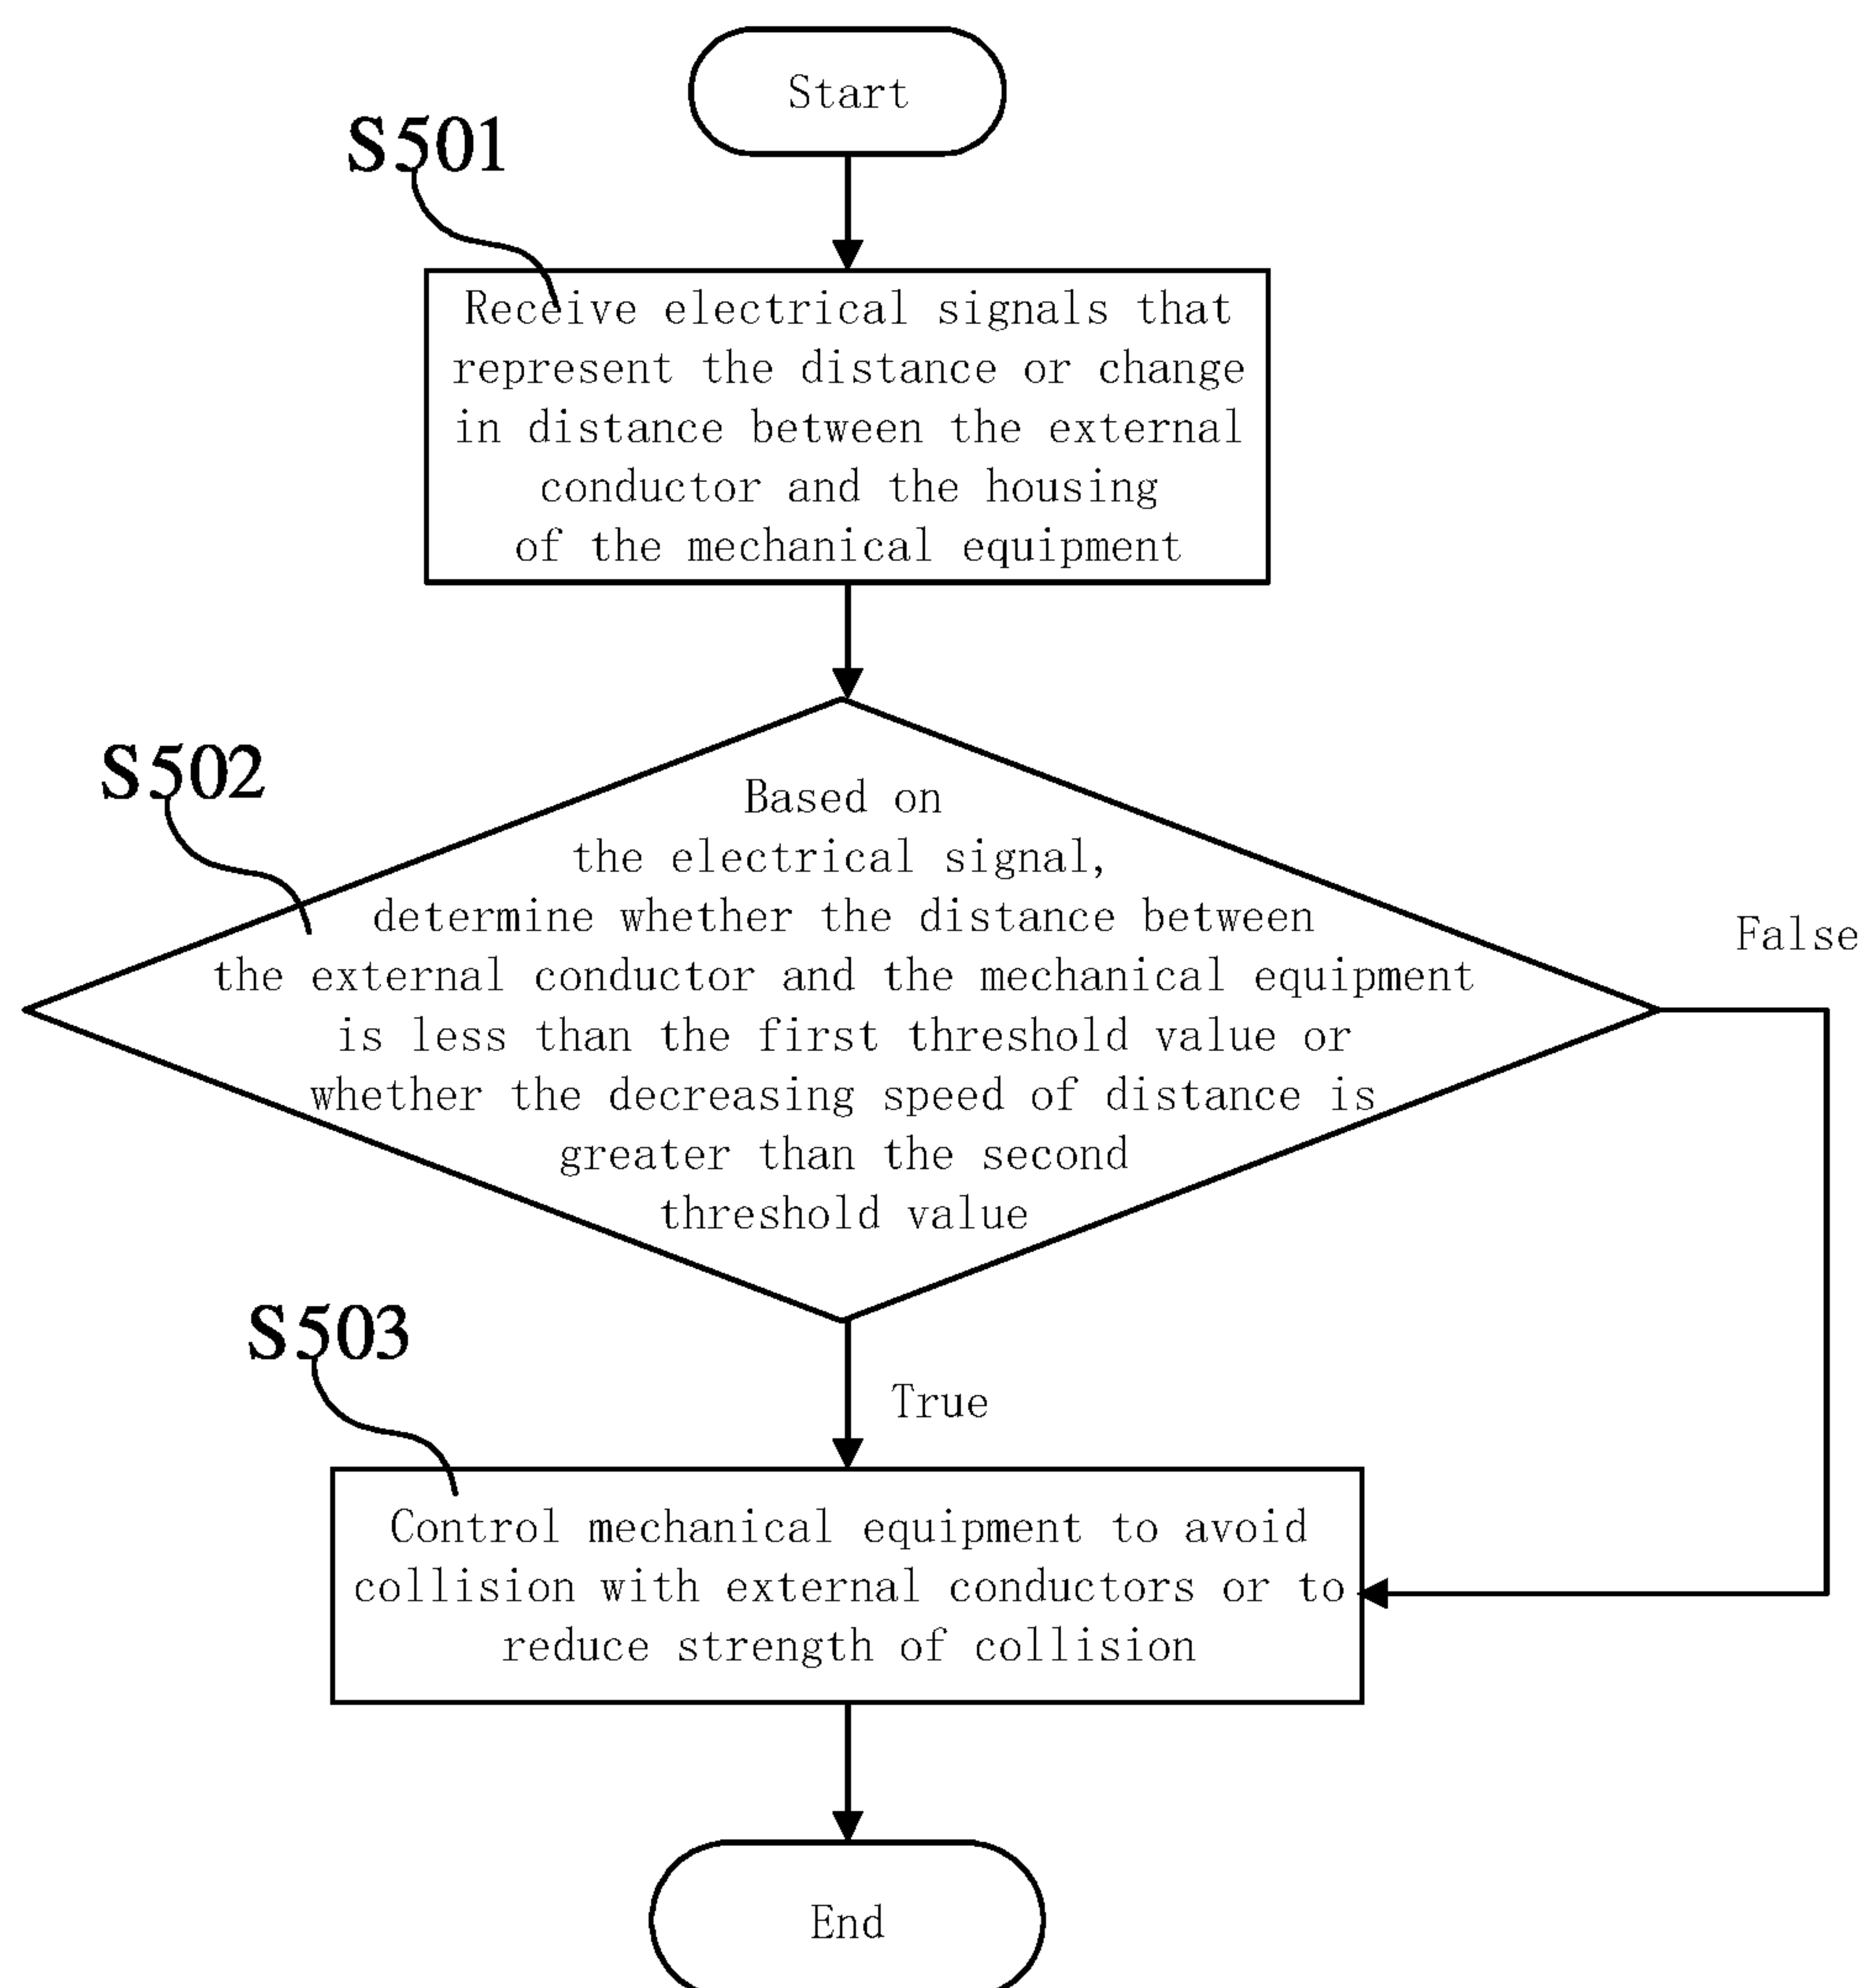 Start
S501
Receive electrical signals that
represent the distance or change
in distance between the external
conductor and the housing
of the mechanical equipment
S502
Based on
the electrical signal,
determine whether the distance between
the external conductor and the mechanical equipment
is less than the first threshold value or
whether the decreasing speed of distance is
greater than the second
threshold value
False
S503
True
Control mechanical equipment to avoid
collision with external conductors or to
reduce strength of collision
End